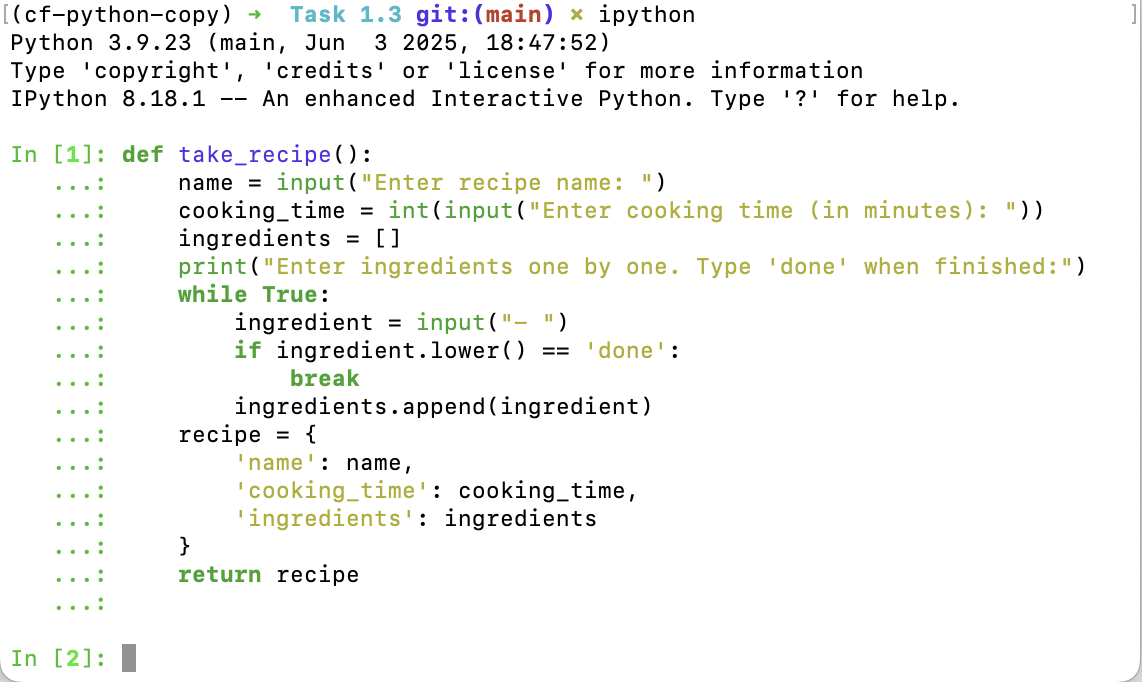 [(cf-python-copy) ➜  Task 1.3 git:(main) ✗ ipython ]
Python 3.9.23 (main, Jun  3 2025, 18:47:52)
Type 'copyright', 'credits' or 'license' for more information
IPython 8.18.1 -- An enhanced Interactive Python. Type '?' for help.

In [1]: def take_recipe():
   ...:     name = input("Enter recipe name: ")
   ...:     cooking_time = int(input("Enter cooking time (in minutes): "))
   ...:     ingredients = []
   ...:     print("Enter ingredients one by one. Type 'done' when finished:")
   ...:     while True:
   ...:         ingredient = input("- ")
   ...:         if ingredient.lower() == 'done':
   ...:             break
   ...:         ingredients.append(ingredient)
   ...:     recipe = {
   ...:         'name': name,
   ...:         'cooking_time': cooking_time,
   ...:         'ingredients': ingredients
   ...:     }
   ...:     return recipe
   ...:

In [2]: